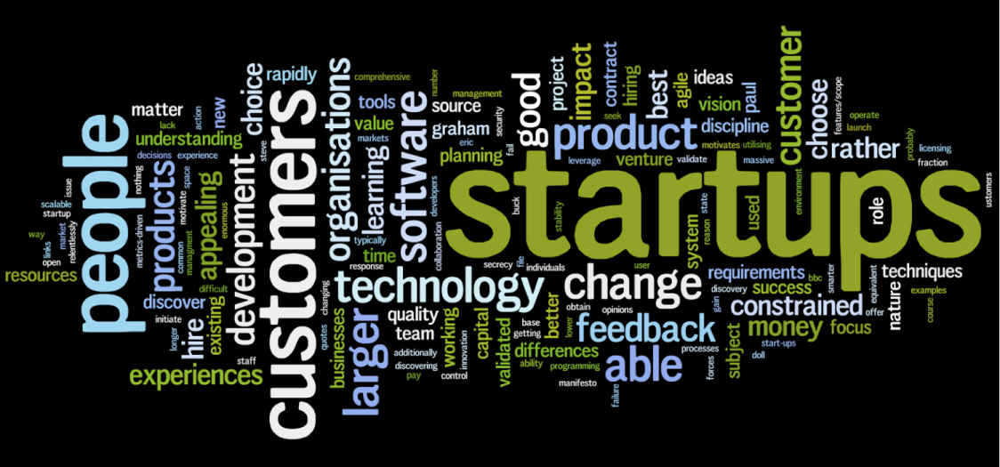 startups
customers
people
technology
product
change
software
larger
feedback
able
customer
development
organisations
products
good
constrained
experiences
money
learning
appealing
impact
choose
rather
best
choice
hire
understanding
discover
requirements
techniques
differences
discipline
quality
team
businesses
working
capital
validated
better
system
success
focus
subject
nature
role
used
resources
matter
new
rapidly
tools
value
source
graham
planning
time
existing
project
contract
hiring
agile
ideas
vision
paul
venture
validate
leverage
motivates
utilising
massive
seek
management
security
fail
eric
number
comprehensive
markets
developers
collaboration
typically
response
changing
quotes
secrecy
file
individuals
user
buck
stability
state
reason
environment
features/scope
operate
launch
probably
licensing
fraction
ustomers
equivalent
smarter
offer
examples
course
bbc
discovery
gain
start-ups
doll
processes
forces
obtain
opinions
lower
base
getting
ability
programming
manifesto
failure
innovation
control
additionally
discovering
pay
staff
longer
initiate
difficult
managment
common
motivate
space
enormous
steve
experience
decisions
lack
action
nothing
metrics-driven
issue
scalable
startup
relentlessly
market
links
open
way